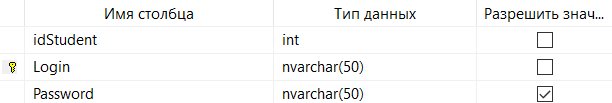 Имя столбца Тип данных Разрешить знач...
idStudent int
Login nvarchar(50)
Password nvarchar(50)